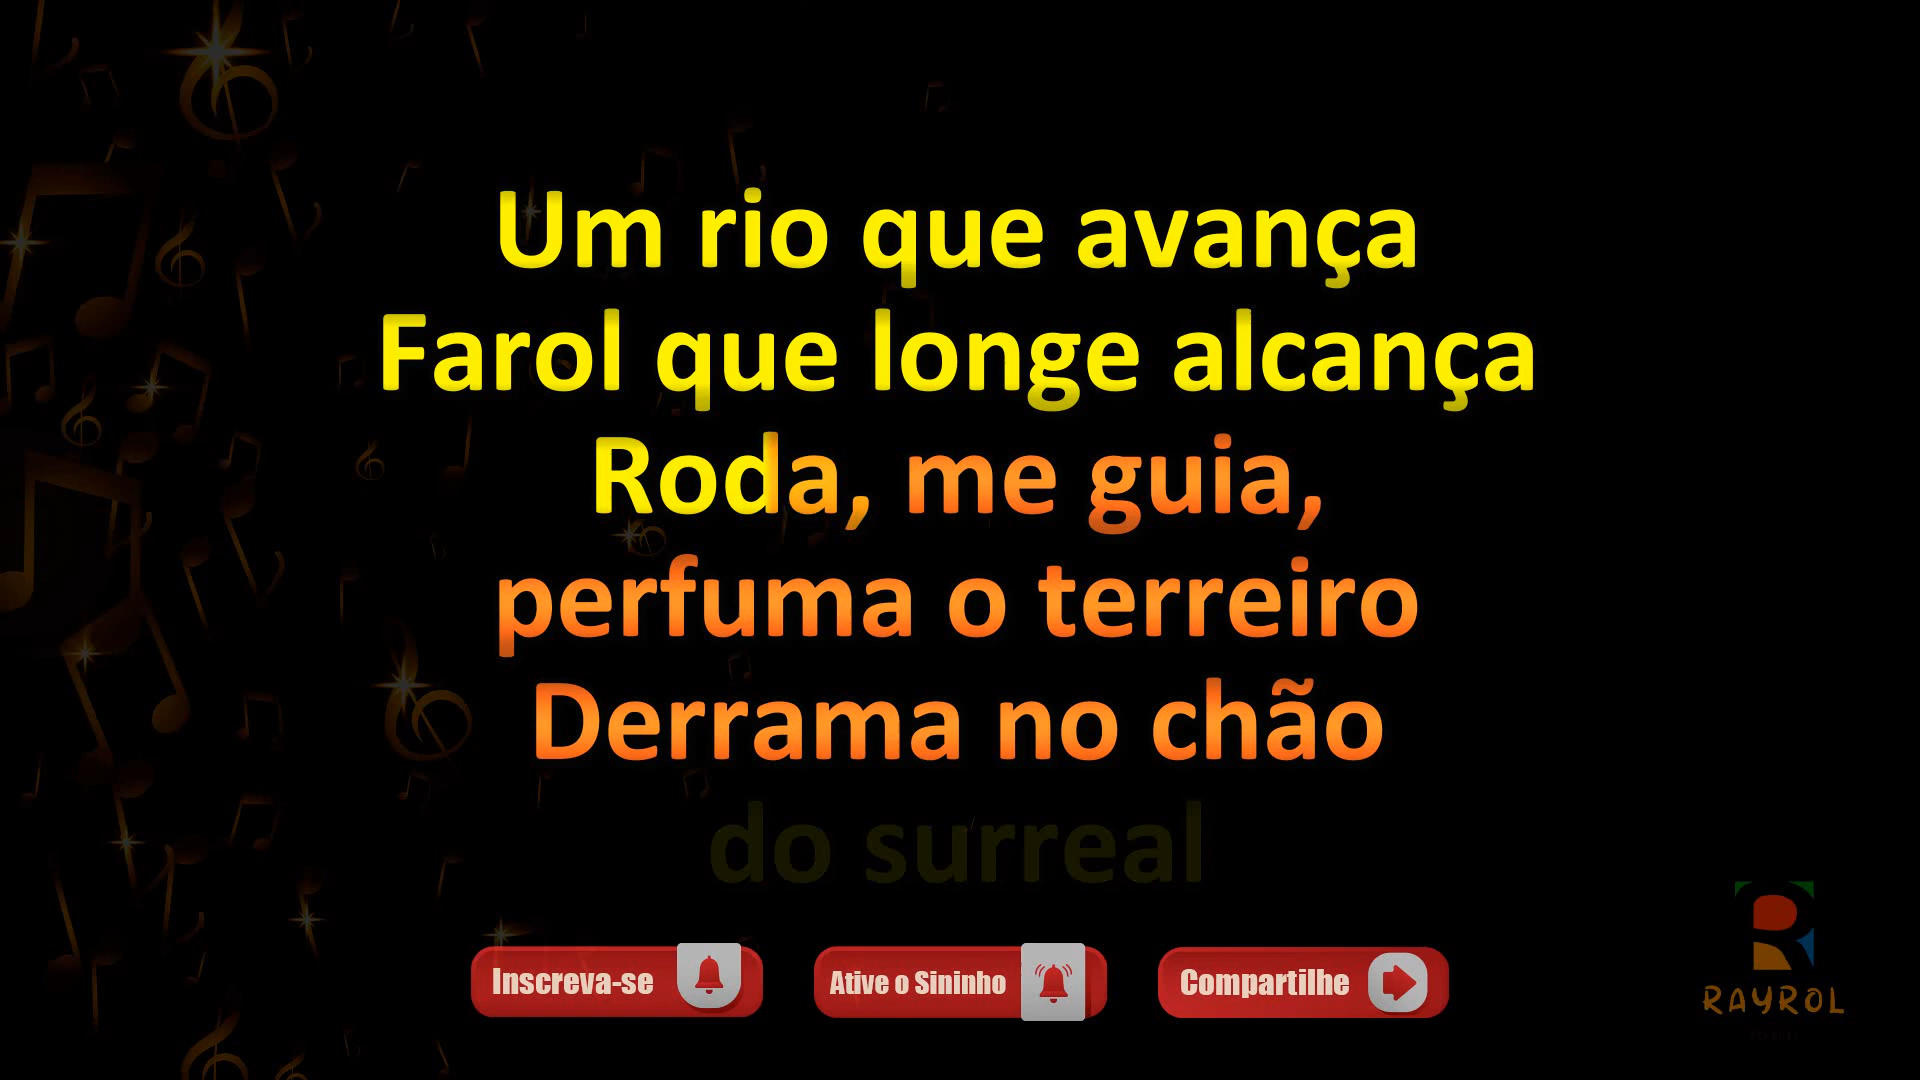 Um rio que avança
Farol que longe alcança
Roda, me guia,
perfuma o terreiro
Derrama no chão
do surreal
Inscreva-se
Ative o Sininho
Compartilhe
RAYROL